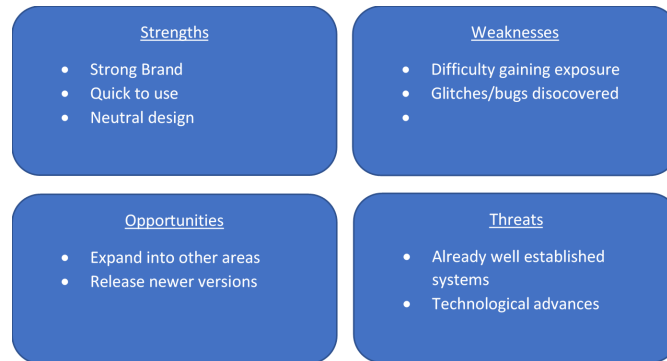 Strengths
• Strong Brand
• Quick to use
• Neutral design
Weaknesses
• Difficulty gaining exposure
• Glitches/bugs disocovered
•
Opportunities
• Expand into other areas
• Release newer versions
Threats
• Already well established
systems
• Technological advances